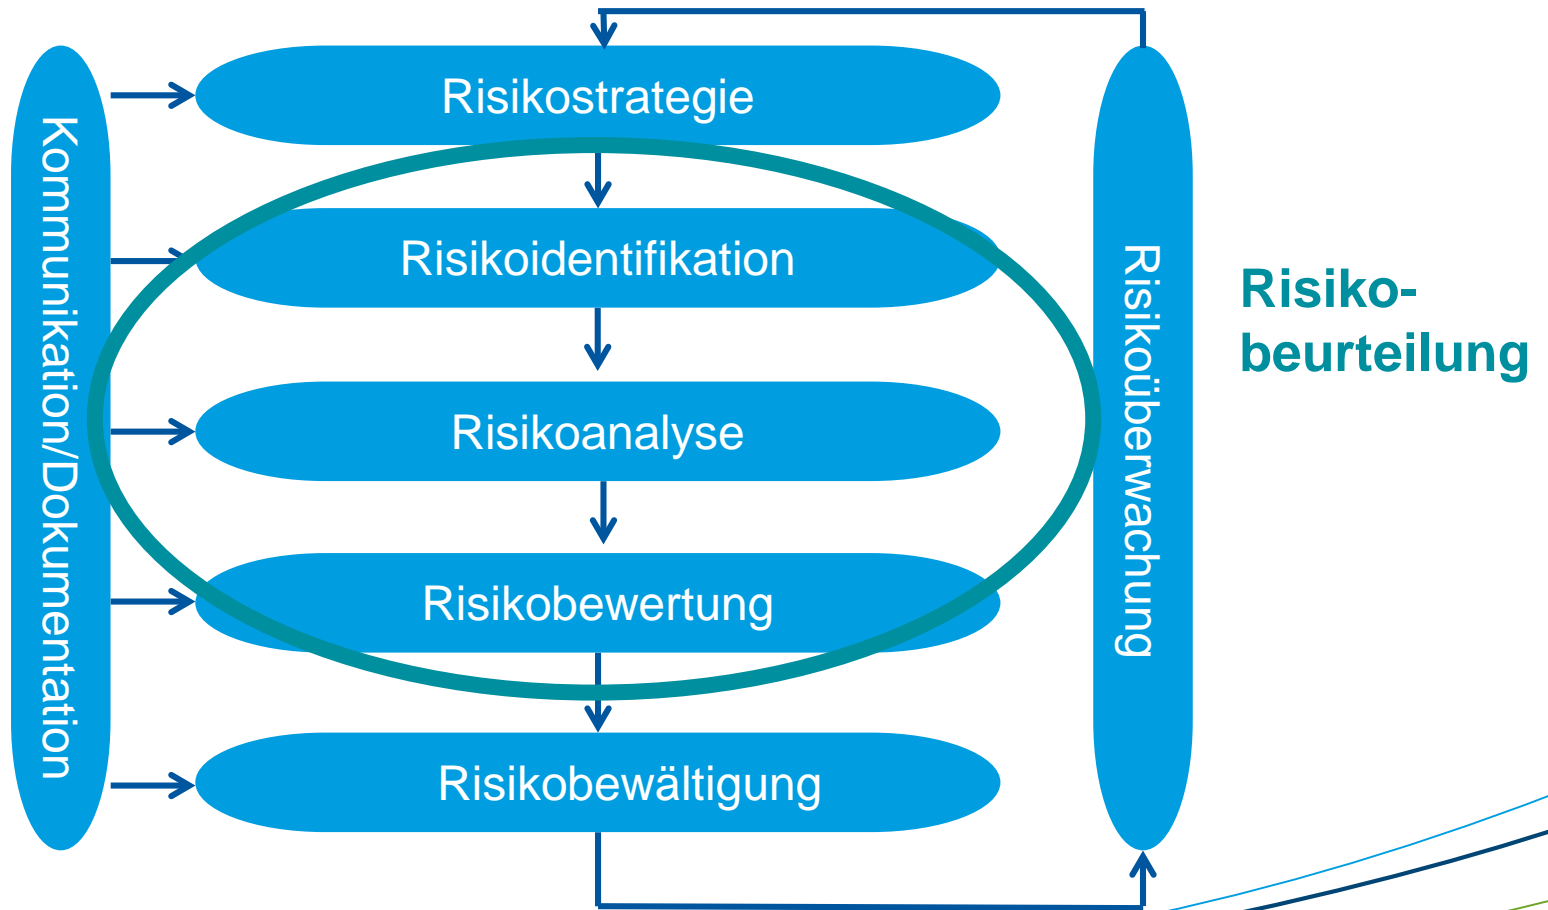 Kommunikation/Dokumentation
Risikostrategie
Risikoidentifikation
Risikoanalyse
Risikobewertung
Risikobewältigung
Risikoüberwachung
Risiko-
beurteilung